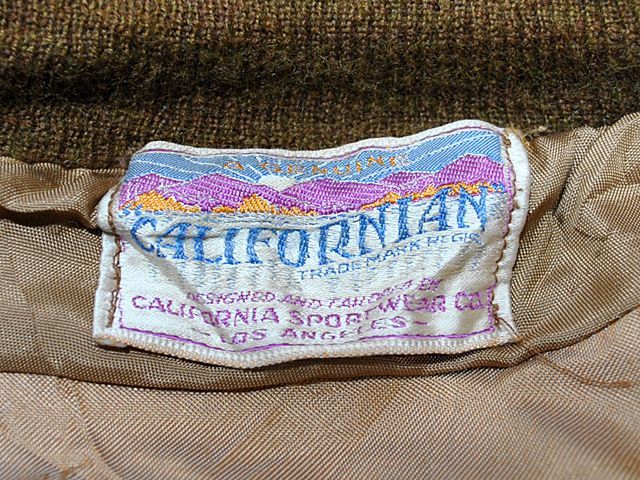 A GENUINE
CALIFORNIAN
TRADE MARK REG'D.
DESIGNED AND TAILORED BY
CALIFORNIA SPORTWEAR CO.
LOS ANGELES